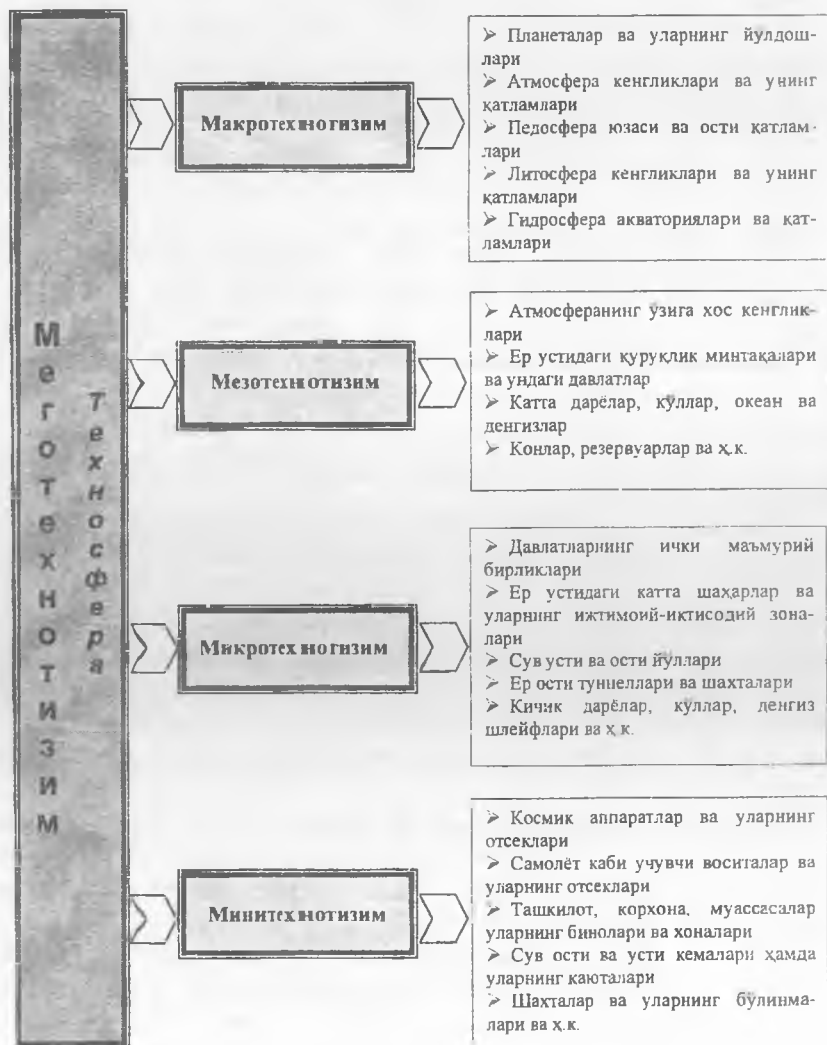 Меготехнотизим
Техносфера
Макротехнотизим
➢ Планеталар ва уларнинг йўлдош-
лари
➢ Атмосфера кенгликлари ва унинг
қатламлари
➢ Педосфера юзаси ва ости қатлам-
лари
➢ Литосфера кенгликлари ва унинг
қатламлари
➢ Гидросфера акваториялари ва қат-
ламлари
Мезотехнотизим
➢ Атмосферанинг ўзига хос кенглик-
лари
➢ Ер устидаги қуруқлик минтақалари
ва ундаги давлатлар
➢ Катта дарёлар, кўллар, океан ва
денгизлар
➢ Конлар, резервуарлар ва ҳ.к.
Микротехнотизим
➢ Давлатларнинг ички маъмурий
бирликлари
➢ Ер устидаги катта шаҳарлар ва
уларнинг ижтимоий-иктисодий зона-
лари
➢ Сув усти ва ости йўллари
➢ Ер ости туннеллари ва шахталари
➢ Кичик дарёлар, кўллар, денгиз
шлейфлари ва ҳ.к.
Минитехнотизим
➢ Космик аппаратлар ва уларнинг
отсеклари
➢ Самолёт каби учувчи воситалар ва
уларнинг отсеклари
➢ Ташкилот, корхона, муассасалар
уларнинг бинолари ва хоналари
➢ Сув ости ва усти кемалари ҳамда
уларнинг каюталари
➢ Шахталар ва уларнинг бўлинма-
лари ва ҳ.к.